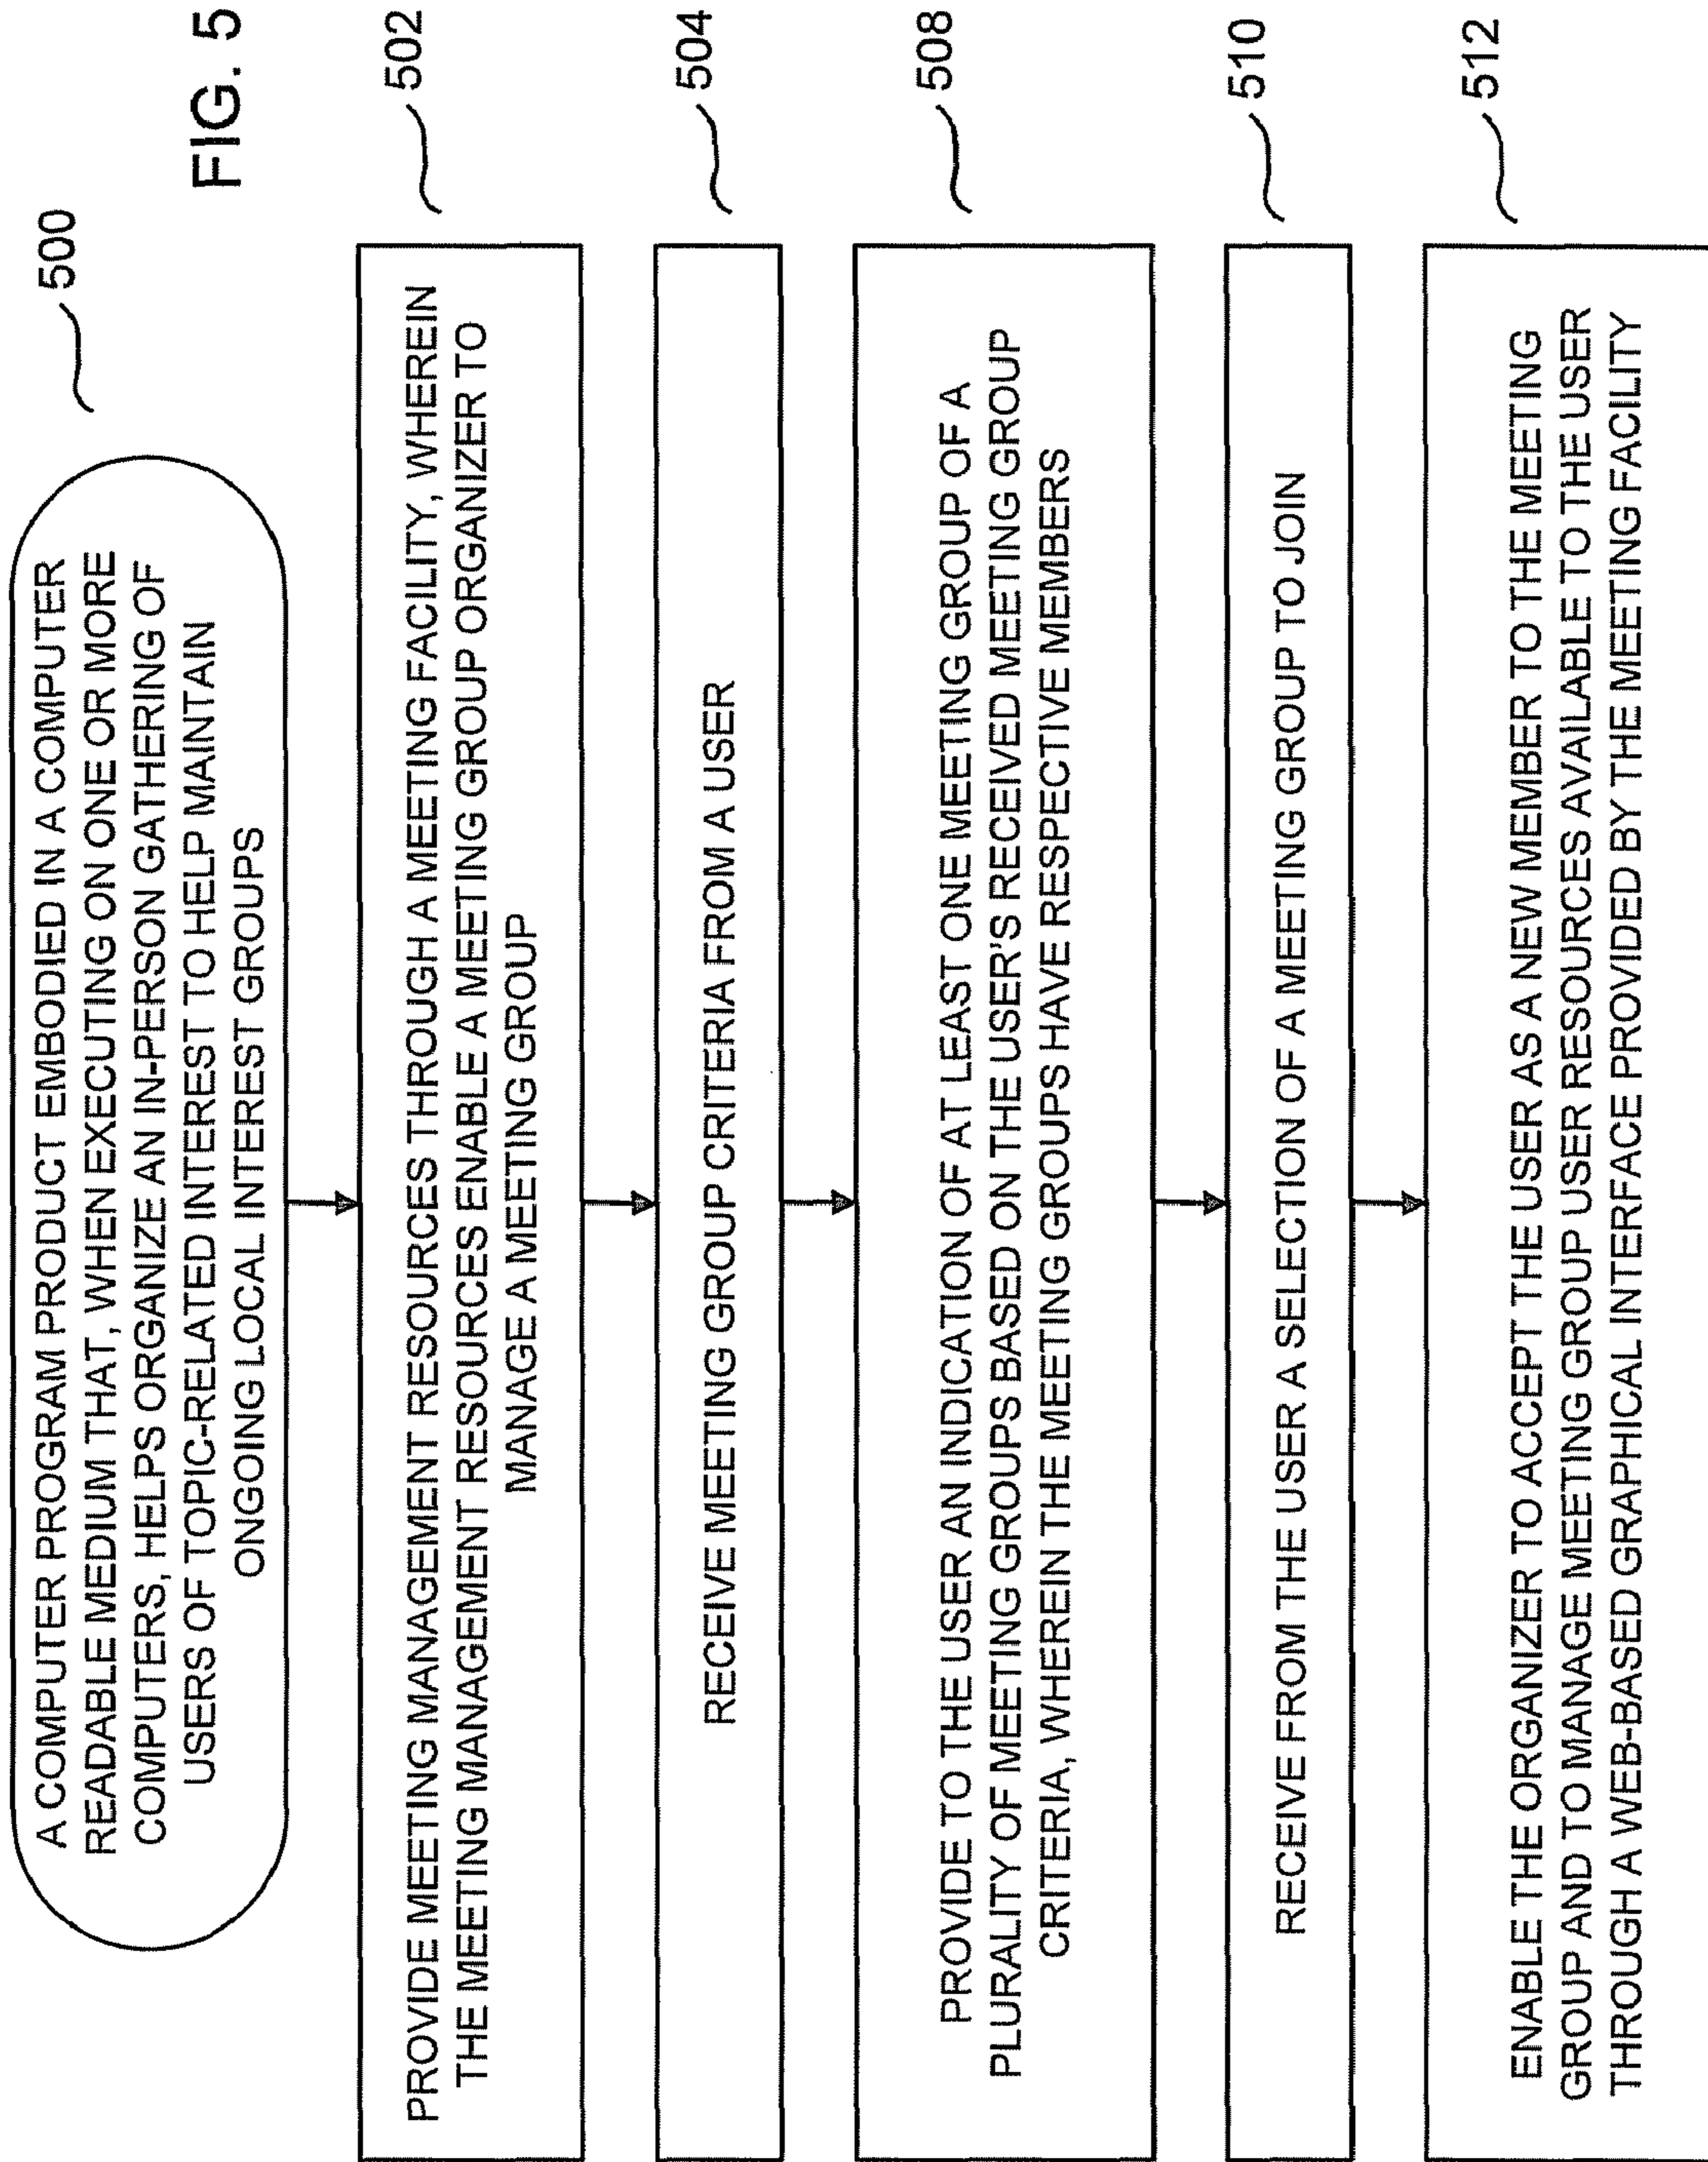 FIG. 5
500
A COMPUTER PROGRAM PRODUCT EMBODIED IN A COMPUTER
READABLE MEDIUM THAT, WHEN EXECUTING ON ONE OR MORE
COMPUTERS, HELPS ORGANIZE AN IN-PERSON GATHERING OF
USERS OF TOPIC-RELATED INTEREST TO HELP MAINTAIN
ONGOING LOCAL INTEREST GROUPS
502
PROVIDE MEETING MANAGEMENT RESOURCES THROUGH A MEETING FACILITY, WHEREIN
THE MEETING MANAGEMENT RESOURCES ENABLE A MEETING GROUP ORGANIZER TO
MANAGE A MEETING GROUP
504
RECEIVE MEETING GROUP CRITERIA FROM A USER
508
PROVIDE TO THE USER AN INDICATION OF AT LEAST ONE MEETING GROUP OF A
PLURALITY OF MEETING GROUPS BASED ON THE USER'S RECEIVED MEETING GROUP
CRITERIA, WHEREIN THE MEETING GROUPS HAVE RESPECTIVE MEMBERS
510
RECEIVE FROM THE USER A SELECTION OF A MEETING GROUP TO JOIN
512
ENABLE THE ORGANIZER TO ACCEPT THE USER AS A NEW MEMBER TO THE MEETING
GROUP AND TO MANAGE MEETING GROUP USER RESOURCES AVAILABLE TO THE USER
THROUGH A WEB-BASED GRAPHICAL INTERFACE PROVIDED BY THE MEETING FACILITY